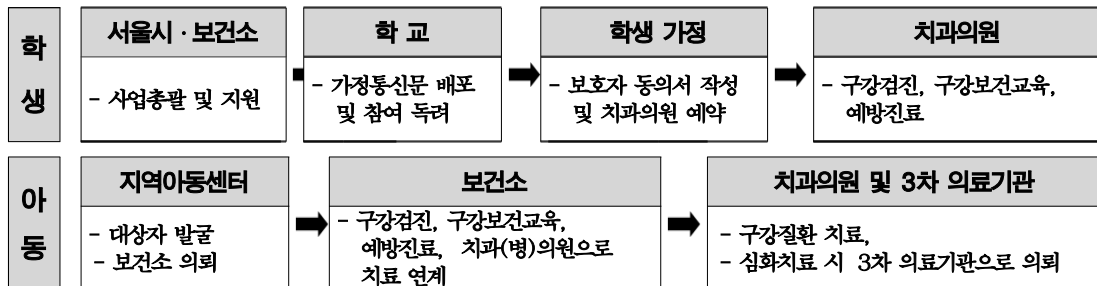 학생
서울시 · 보건소
- 사업총괄 및 지원
학 교
- 가정통신문 배포
및 참여 독려
학생 가정
- 보호자 동의서 작성
및 치과의원 예약
치과의원
- 구강검진, 구강보건교육,
예방진료
아동
지역아동센터
- 대상자 발굴
- 보건소 의뢰
보건소
- 구강검진, 구강보건교육,
예방진료, 치과(병)의원으로
치료 연계
치과의원 및 3차 의료기관
- 구강질환 치료,
- 심화치료 시 3차 의료기관으로 의뢰